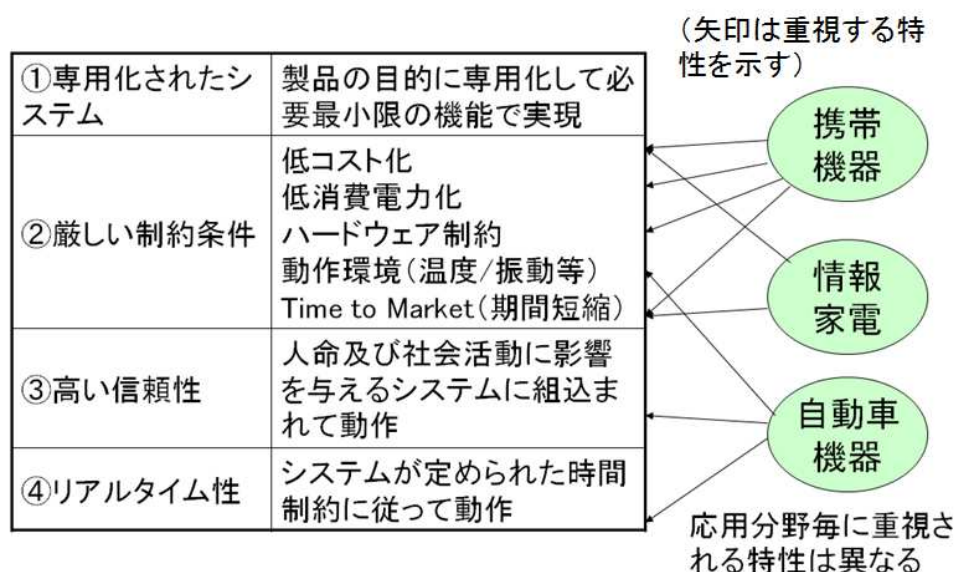 (矢印は重視する特
性を示す)
①専用化されたシ
ステム
製品の目的に専用化して必
要最小限の機能で実現
②厳しい制約条件
低コスト化
低消費電力化
ハードウェア制約
動作環境(温度/振動等)
Time to Market(期間短縮)
③高い信頼性
人命及び社会活動に影響
を与えるシステムに組込ま
れて動作
④リアルタイム性
システムが定められた時間
制約に従って動作
携帯
機器
情報
家電
自動車
機器
応用分野毎に重視さ
れる特性は異なる